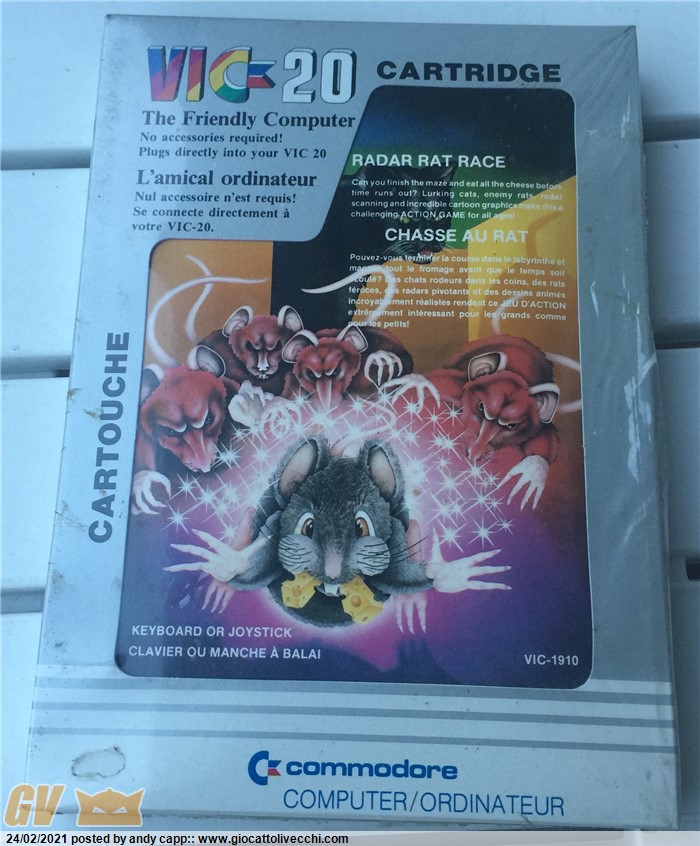 VIC 20
CARTRIDGE
The Friendly Computer
No accessories required!
Plugs directly into your VIC 20
L'amical ordinateur
Nul accessoire n'est requis!
Se connecte directement à
votre VIC-20.
RADAR RAT RACE
Can you finish the maze and eat all the cheese before
time runs out? Lurking cats, enemy rats, radar
scanning and incredible cartoon graphics make this a
challenging ACTION GAME for all ages!
CHASSE AU RAT
Pouvez-vous terminer la course dans le labyrinthe et
manger tout le fromage avant que le temps soit
écoulé? Des chats rodeurs dans les coins, des rats
féroces, des radars pivotants et des dessins animés
incroyablement réalistes rendent ce JEU D'ACTION
extrêmement intéressant pour les grands comme
pour les petits!
CARTOUCHE
KEYBOARD OR JOYSTICK
CLAVIER OU MANCHE À BALAI
VIC-1910
commodore
COMPUTER/ORDINATEUR
GV
24/02/2021 posted by andy capp:: www.giocattolivecchi.com